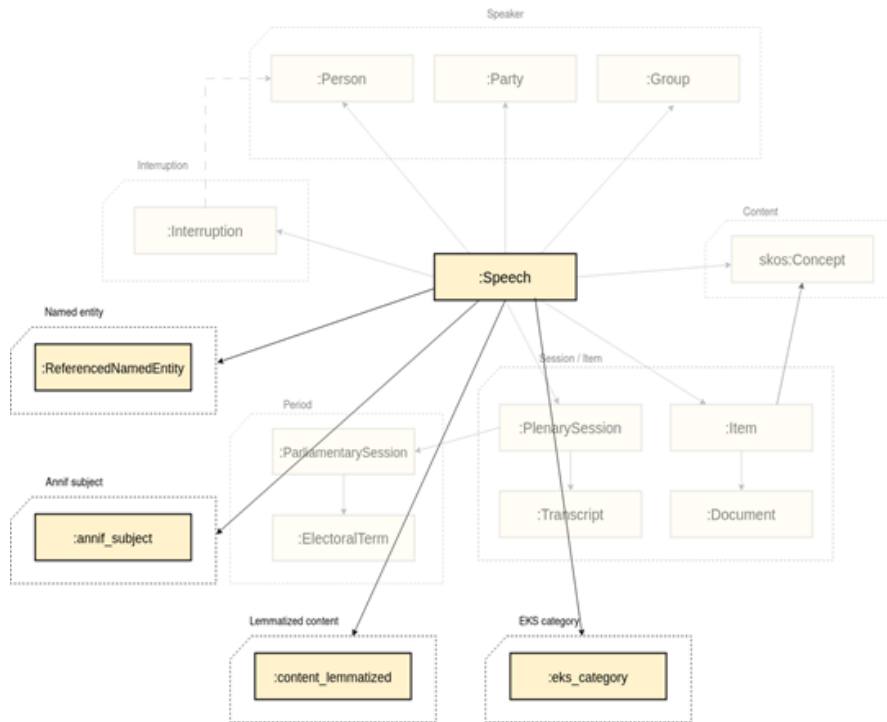 Speaker
:Person
:Party
:Group
Interruption
:Interruption
Content
skos:Concept
:Speech
Named entity
:ReferencedNamedEntity
Session / Item
:PlenarySession
:Item
Period
:ParliamentarySession
:Transcript
:Document
:ElectoralTerm
Annif subject
:annif_subject
Lemmatized content
:content_lemmatized
EKS category
:eks_category